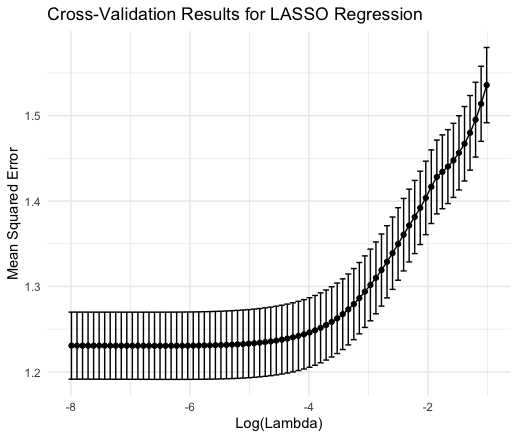 Cross-Validation Results for LASSO Regression
Mean Squared Error
1.5
1.4
1.3
1.2
-8
-6
-4
-2
Log(Lambda)